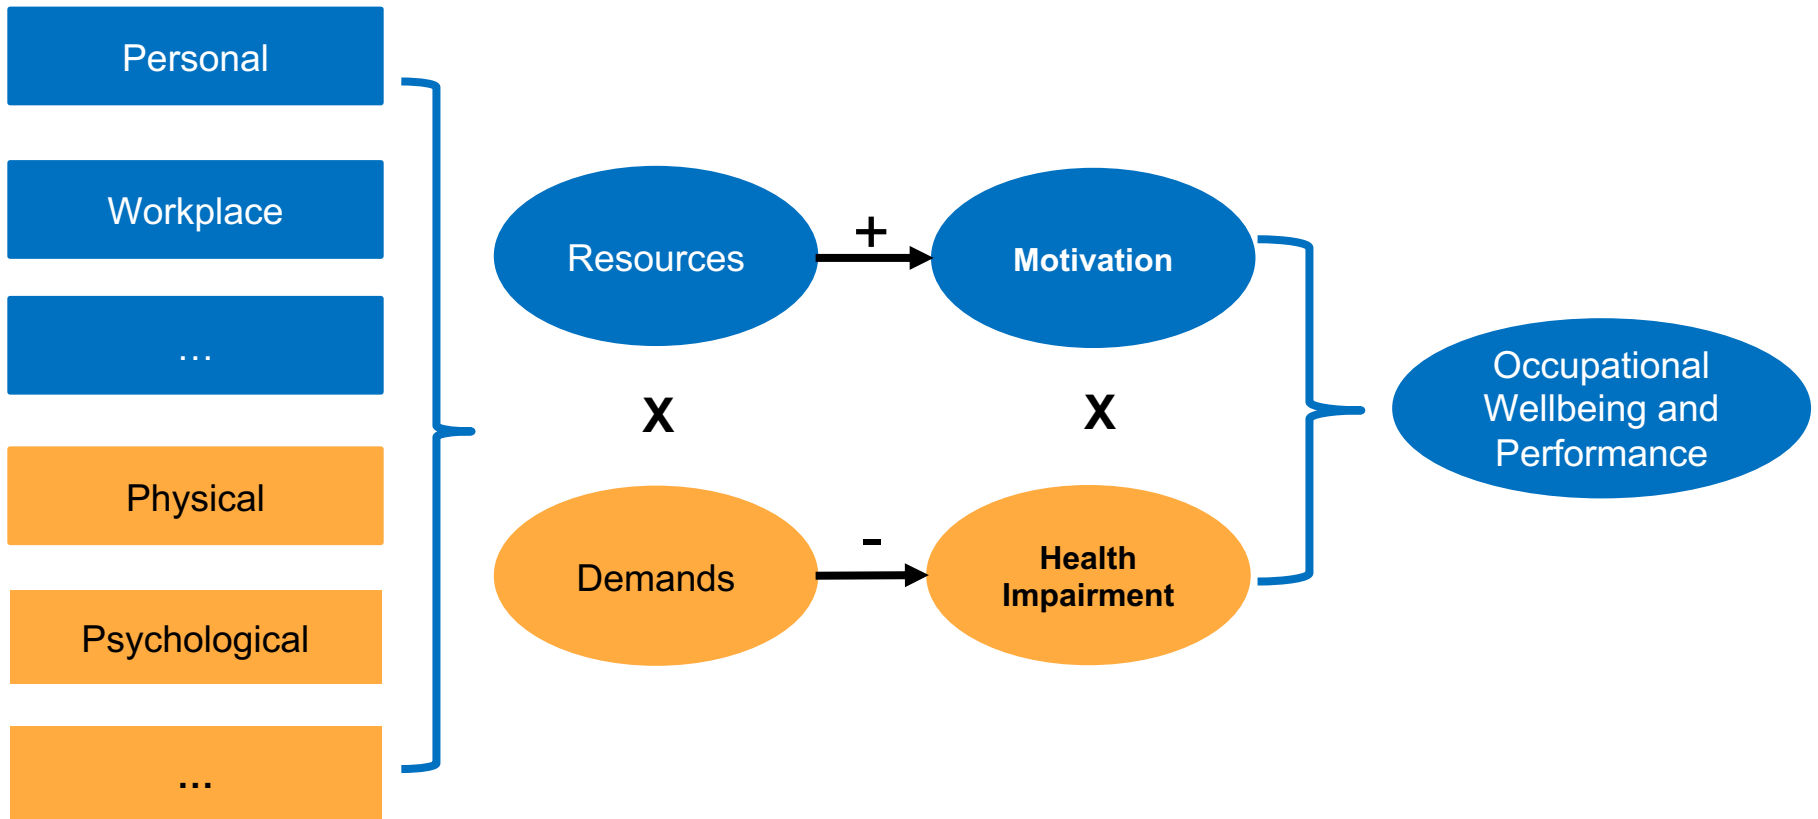 Personal
Workplace
...
Physical
Psychological
...
Resources
+
Motivation
X
X
Demands
-
Health
Impairment
Occupational
Wellbeing and
Performance